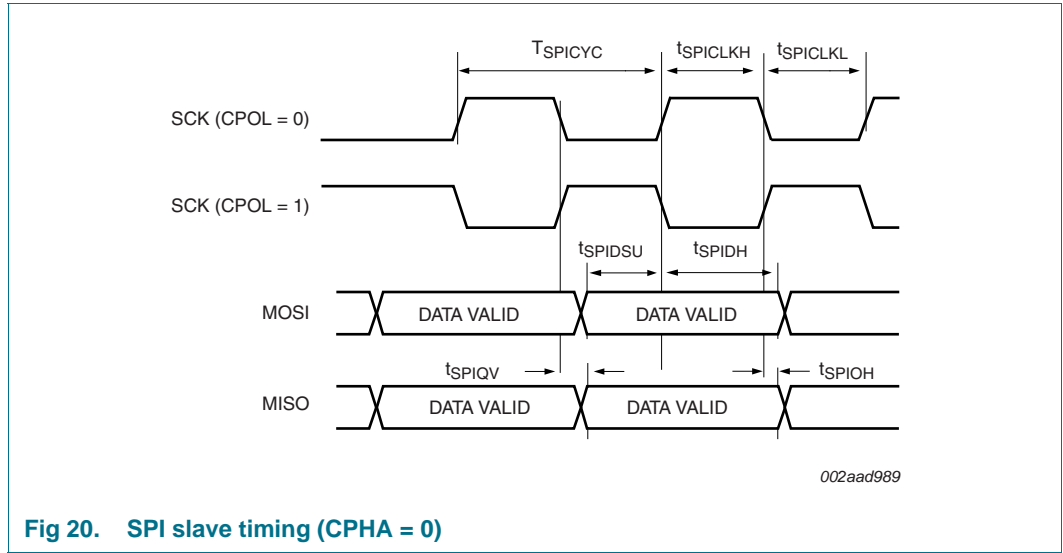 TSPICYC tSPICLKH tSPICLKL
SCK (CPOL = 0)
SCK (CPOL = 1)
tSPIDSU tSPIDH
MOSI DATA VALID DATA VALID
tSPIQV tSPIOH
MISO DATA VALID DATA VALID
002aad989
Fig 20. SPI slave timing (CPHA = 0)